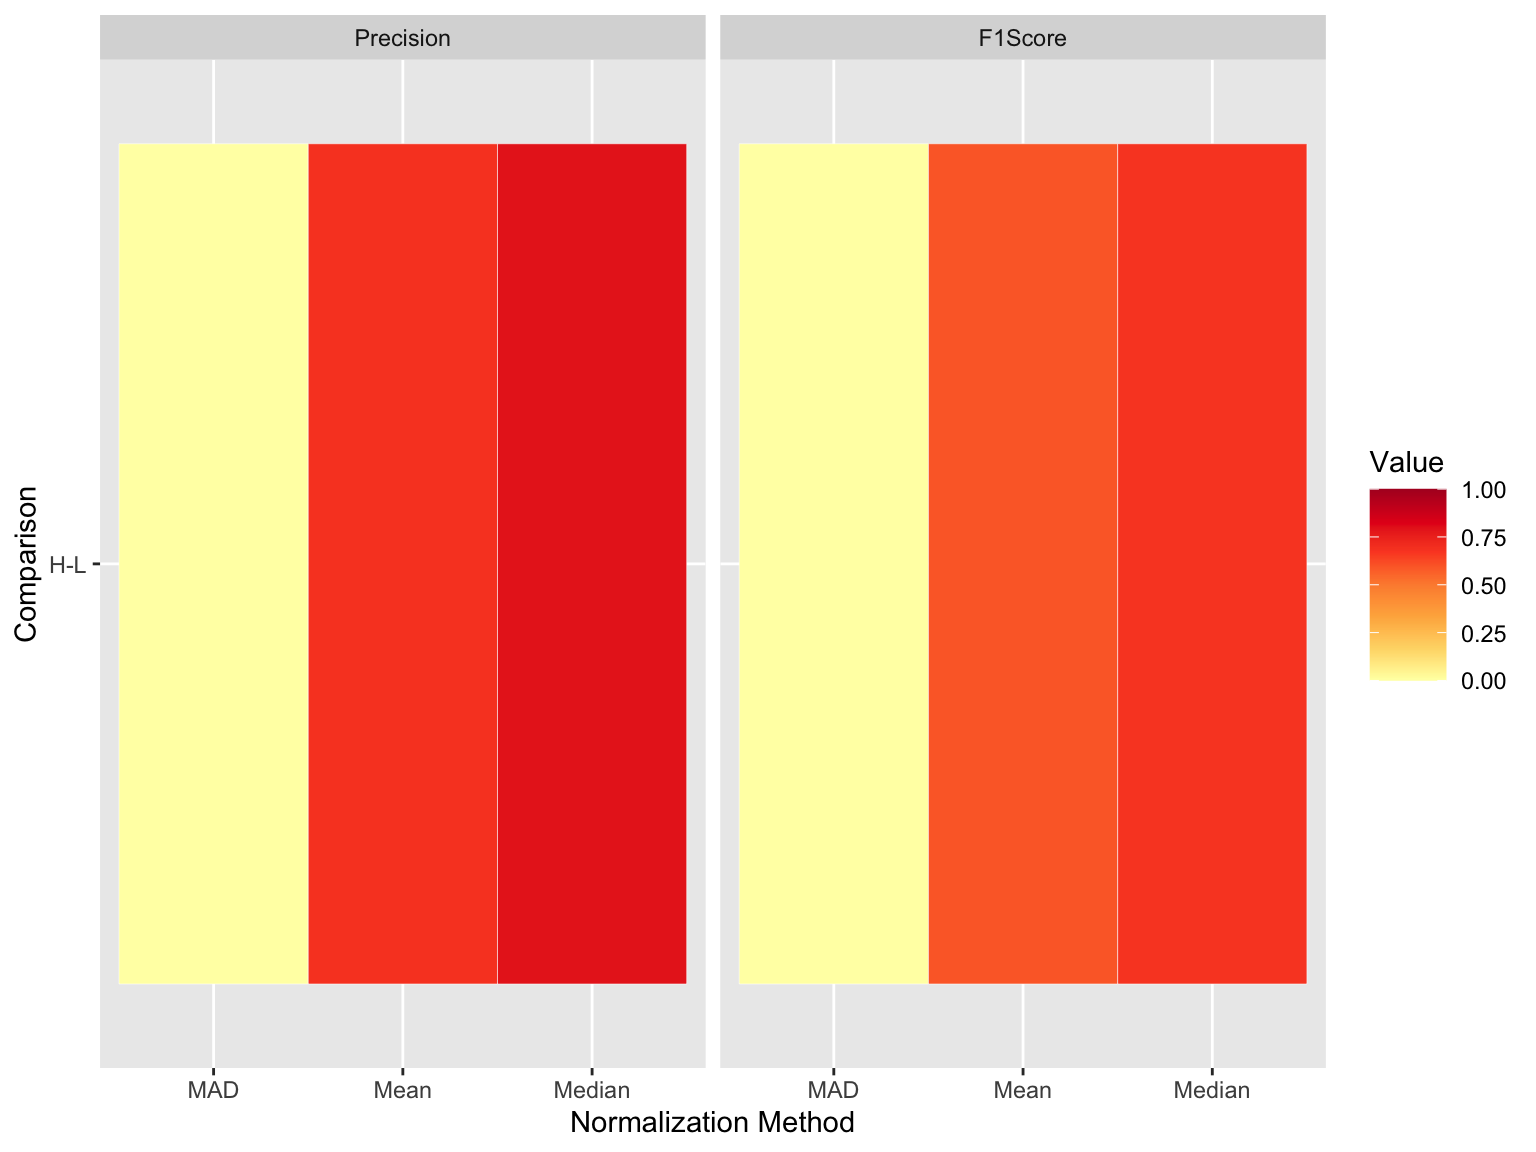 Precision
F1Score
Comparison
H-L
MAD
Mean
Median
MAD
Mean
Median
Normalization Method
Value
1.00
0.75
0.50
0.25
0.00